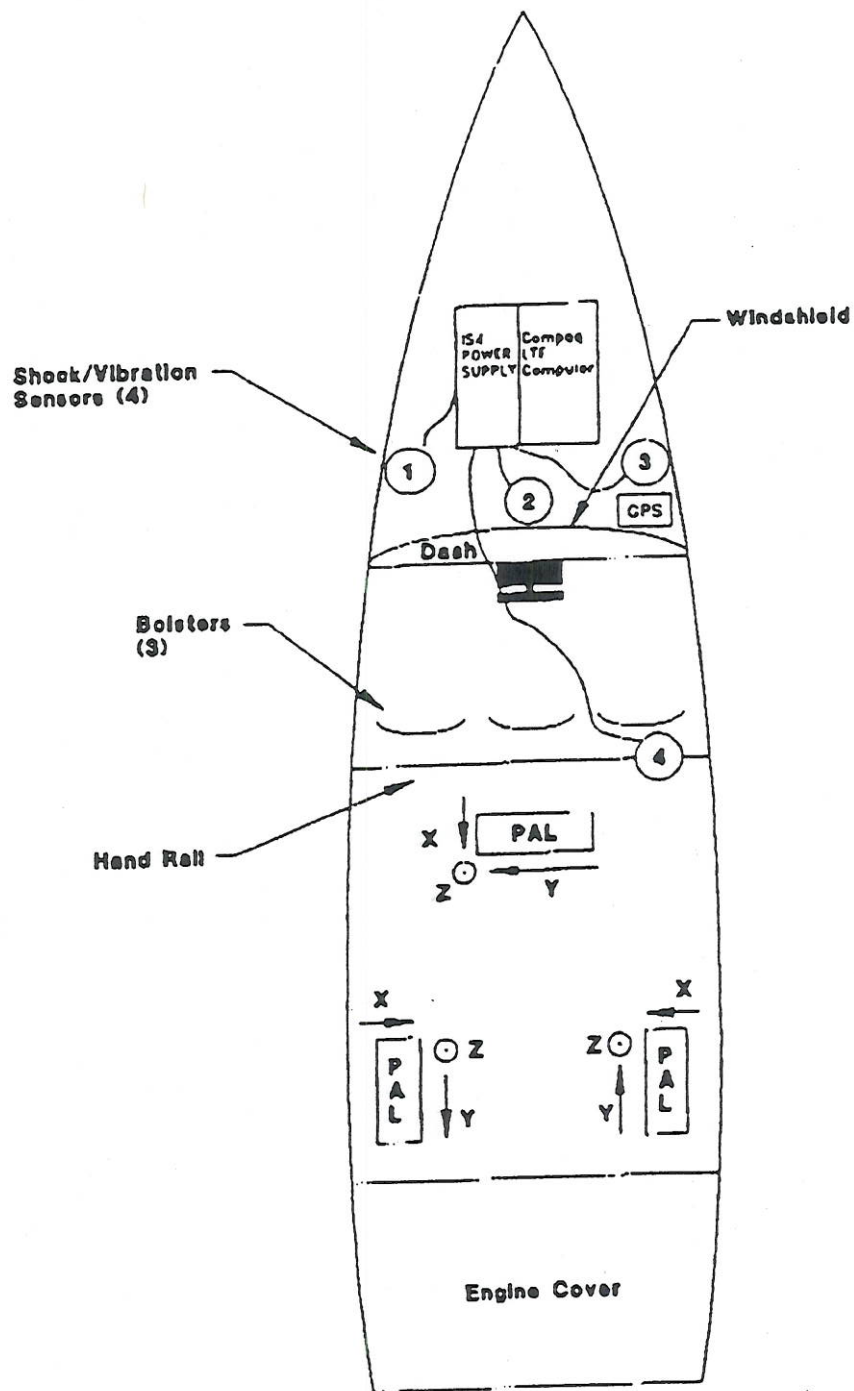 Windshield
IS4
POWER
SUPPLY
Compaq
LTE
Computer
Shock/Vibration
Sensors (4)
1
2
3
GPS
Dash
Bolsters
(3)
4
Hand Rail
X
PAL
Z
Y
X
X
Z
Z
PAL
PAL
Y
Y
Engine Cover